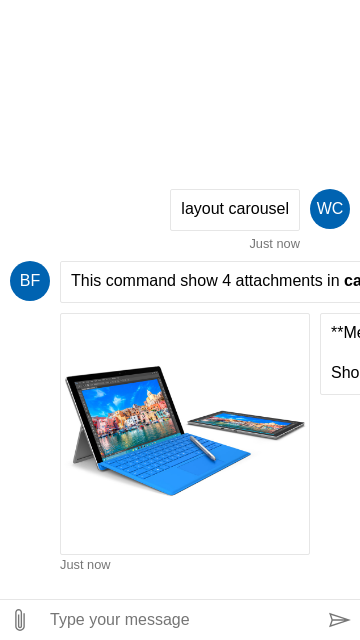 layout carousel
WC
Just now
BF
This command show 4 attachments in
**Me
Sho
Just now
Type your message